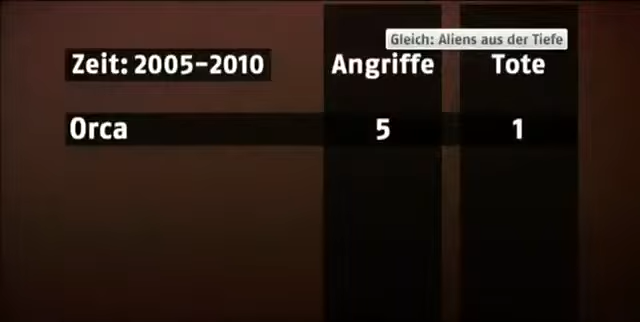 Gleich: Aliens aus der Tiefe
Zeit: 2005-2010 Angriffe Tote
Orca 5 1